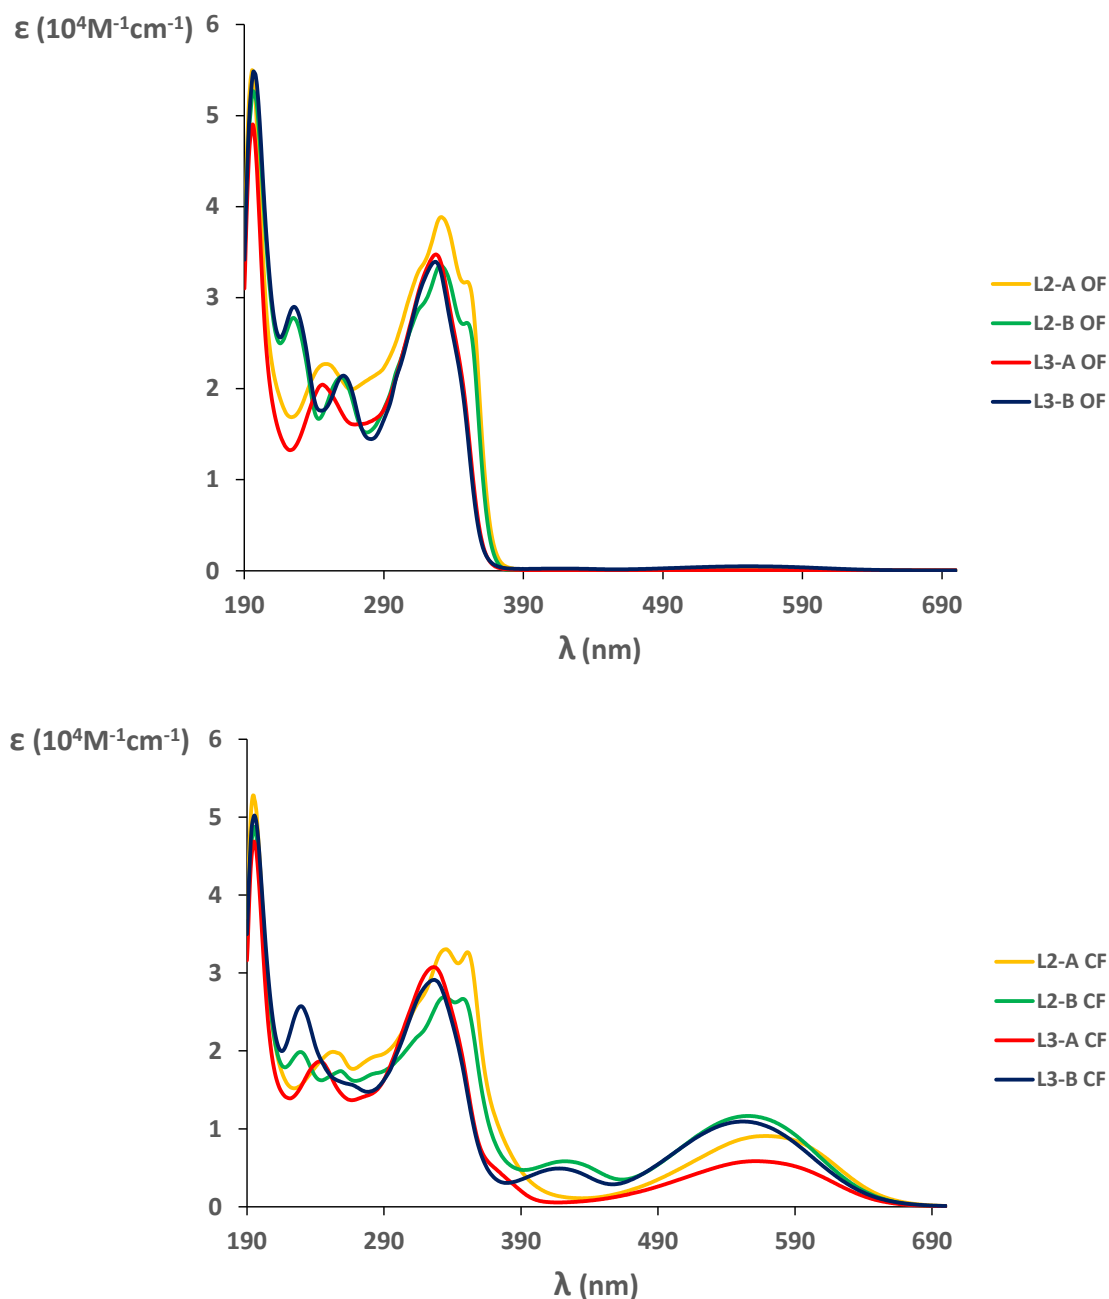 ε (10⁴M⁻¹cm⁻¹)
6
5
4
3
2
1
0
190 290 390 490 590 690
λ (nm)
L2-A OF
L2-B OF
L3-A OF
L3-B OF
ε (10⁴M⁻¹cm⁻¹)
6
5
4
3
2
1
0
190 290 390 490 590 690
λ (nm)
L2-A CF
L2-B CF
L3-A CF
L3-B CF